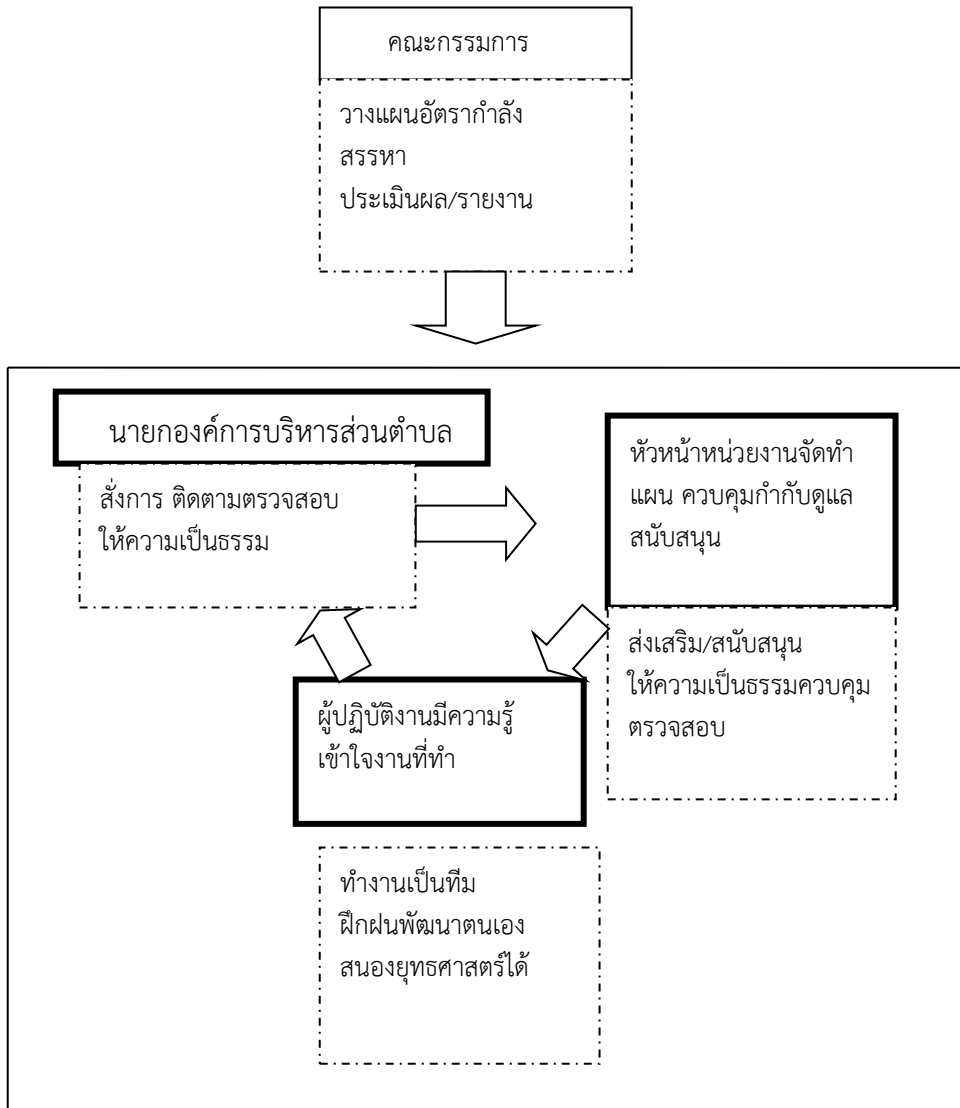 คณะกรรมการ
วางแผนอัตรากำลัง
สรรหา
ประเมินผล/รายงาน
นายกองค์การบริหารส่วนตำบล
สั่งการ ติดตามตรวจสอบ
ให้ความเป็นธรรม
หัวหน้าหน่วยงานจัดทำ
แผน ควบคุมกำกับดูแล
สนับสนุน
ส่งเสริม/สนับสนุน
ให้ความเป็นธรรมควบคุม
ตรวจสอบ
ผู้ปฏิบัติงานมีความรู้
เข้าใจงานที่ทำ
ทำงานเป็นทีม
ฝึกฝนพัฒนาตนเอง
สนองยุทธศาสตร์ได้